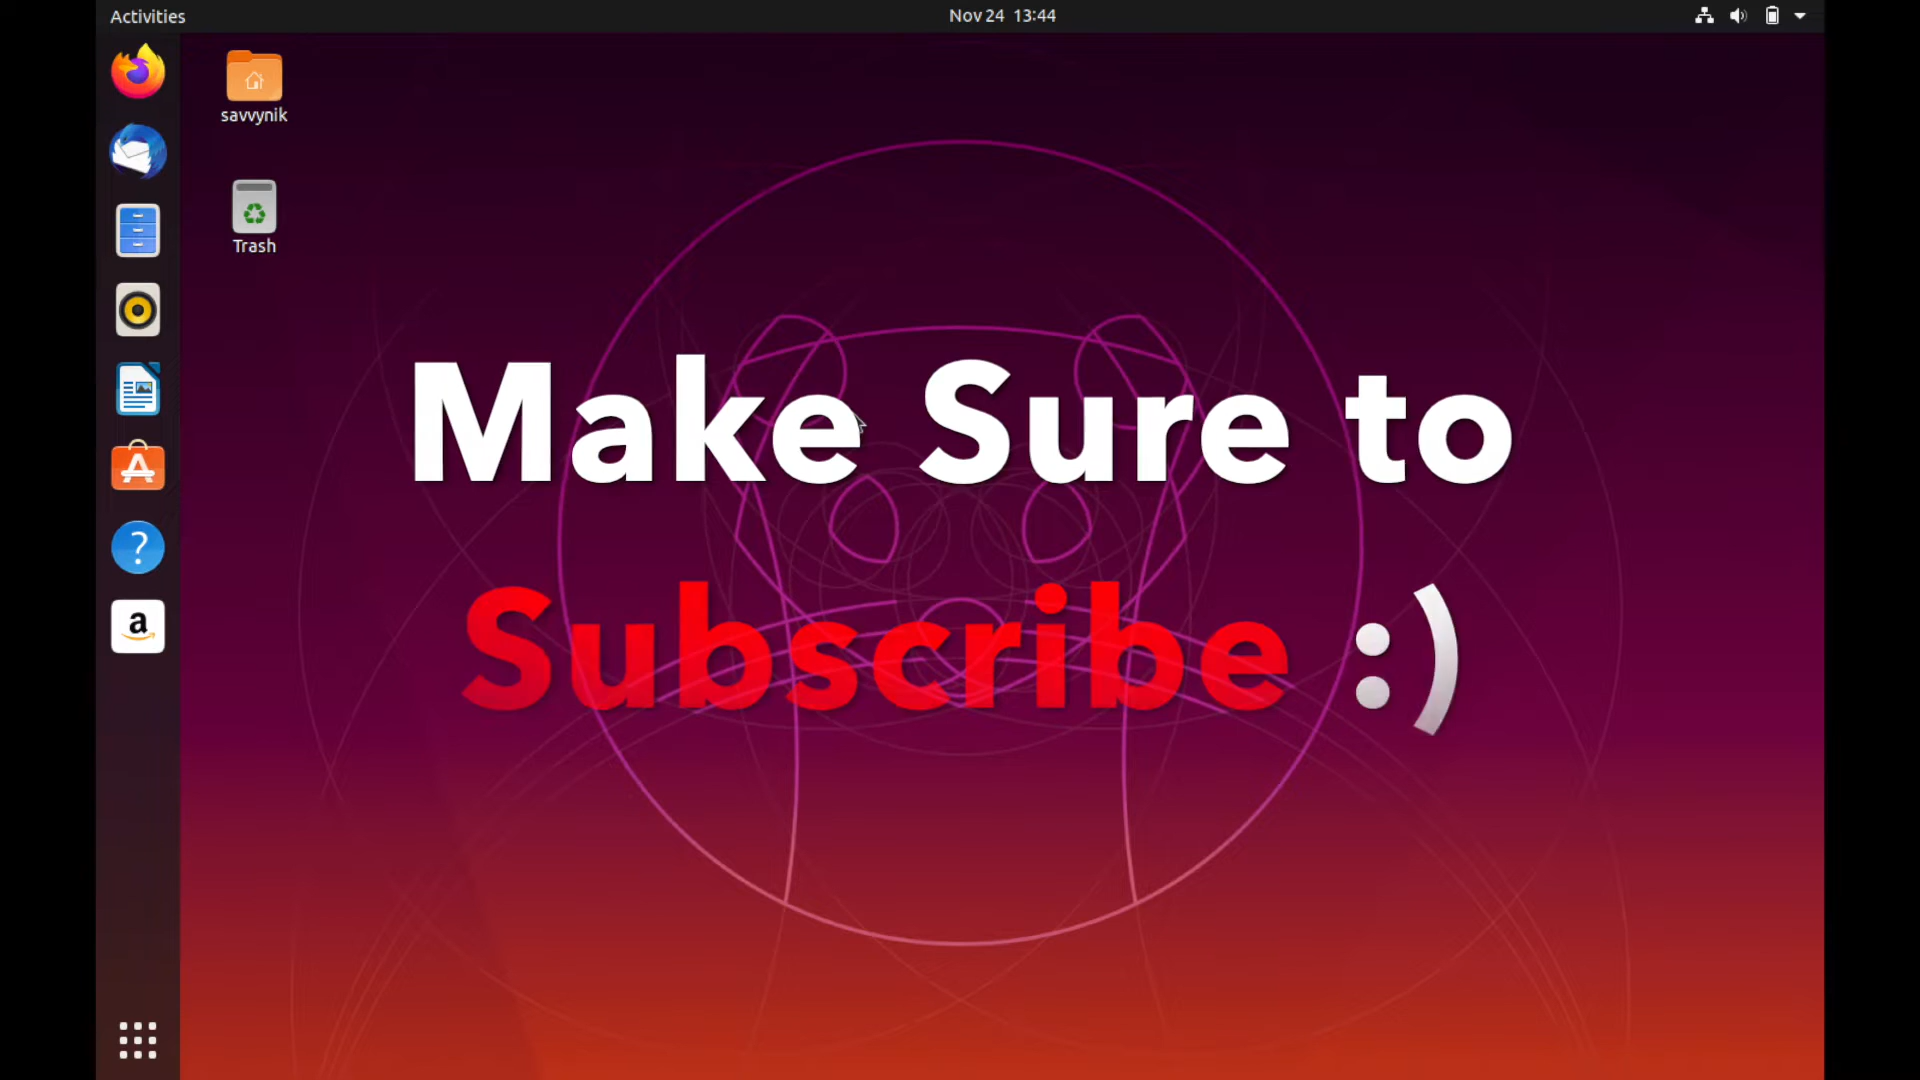 Activities
Nov 24 13:44
savvynik
Trash
Make Sure to
Subscribe :)